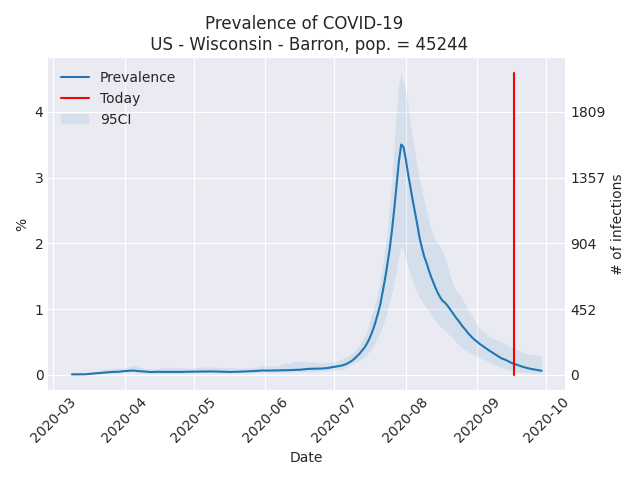 Prevalence of COVID-19
US - Wisconsin - Barron, pop. = 45244
Prevalence
Today
95CI
%
4
3
2
1
0
1809
1357
904
452
0
# of infections
2020-03
2020-04
2020-05
2020-06
2020-07
2020-08
2020-09
2020-10
Date